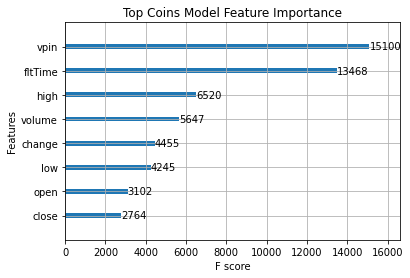 Top Coins Model Feature Importance
Features
vpin 15100
fltTime 13468
high 6520
volume 5647
change 4455
low 4245
open 3102
close 2764
0 2000 4000 6000 8000 10000 12000 14000 16000
F score